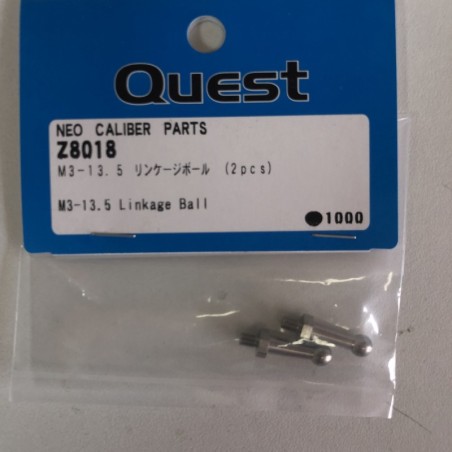 Quest
NEO CALIBER PARTS
Z8018
M3-13.5 リンケージボール (2pcs)
M3-13.5 Linkage Ball
●1000